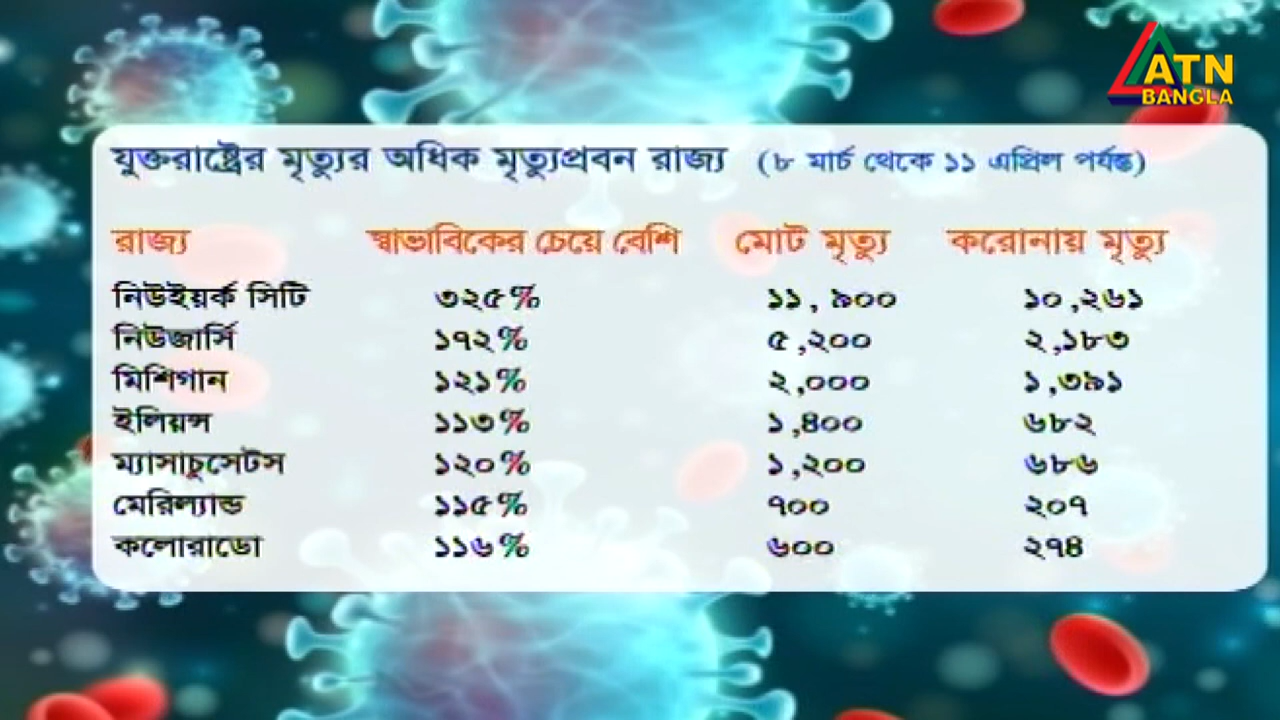 ATN
BANGLA
যুক্তরাষ্ট্রের মৃত্যুর অধিক মৃত্যুপ্রবন রাজ্য (৮ মার্চ থেকে ১১ এপ্রিল পর্যন্ত)
রাজ্য স্বাভাবিকের চেয়ে বেশি মোট মৃত্যু করোনায় মৃত্যু
নিউইয়র্ক সিটি ৩২৫% ১১, ৯০০ ১০,২৬১
নিউজার্সি ১৭২% ৫,২০০ ২,১৮৩
মিশিগান ১২১% ২,০০০ ১,৩৯১
ইলিয়ন্স ১১৩% ১,৪০০ ৬৮২
ম্যাসাচুসেটস ১২০% ১,২০০ ৬৮৬
মেরিল্যান্ড ১১৫% ৭০০ ২০৭
কলোরাডো ১১৬% ৬০০ ২৭৪